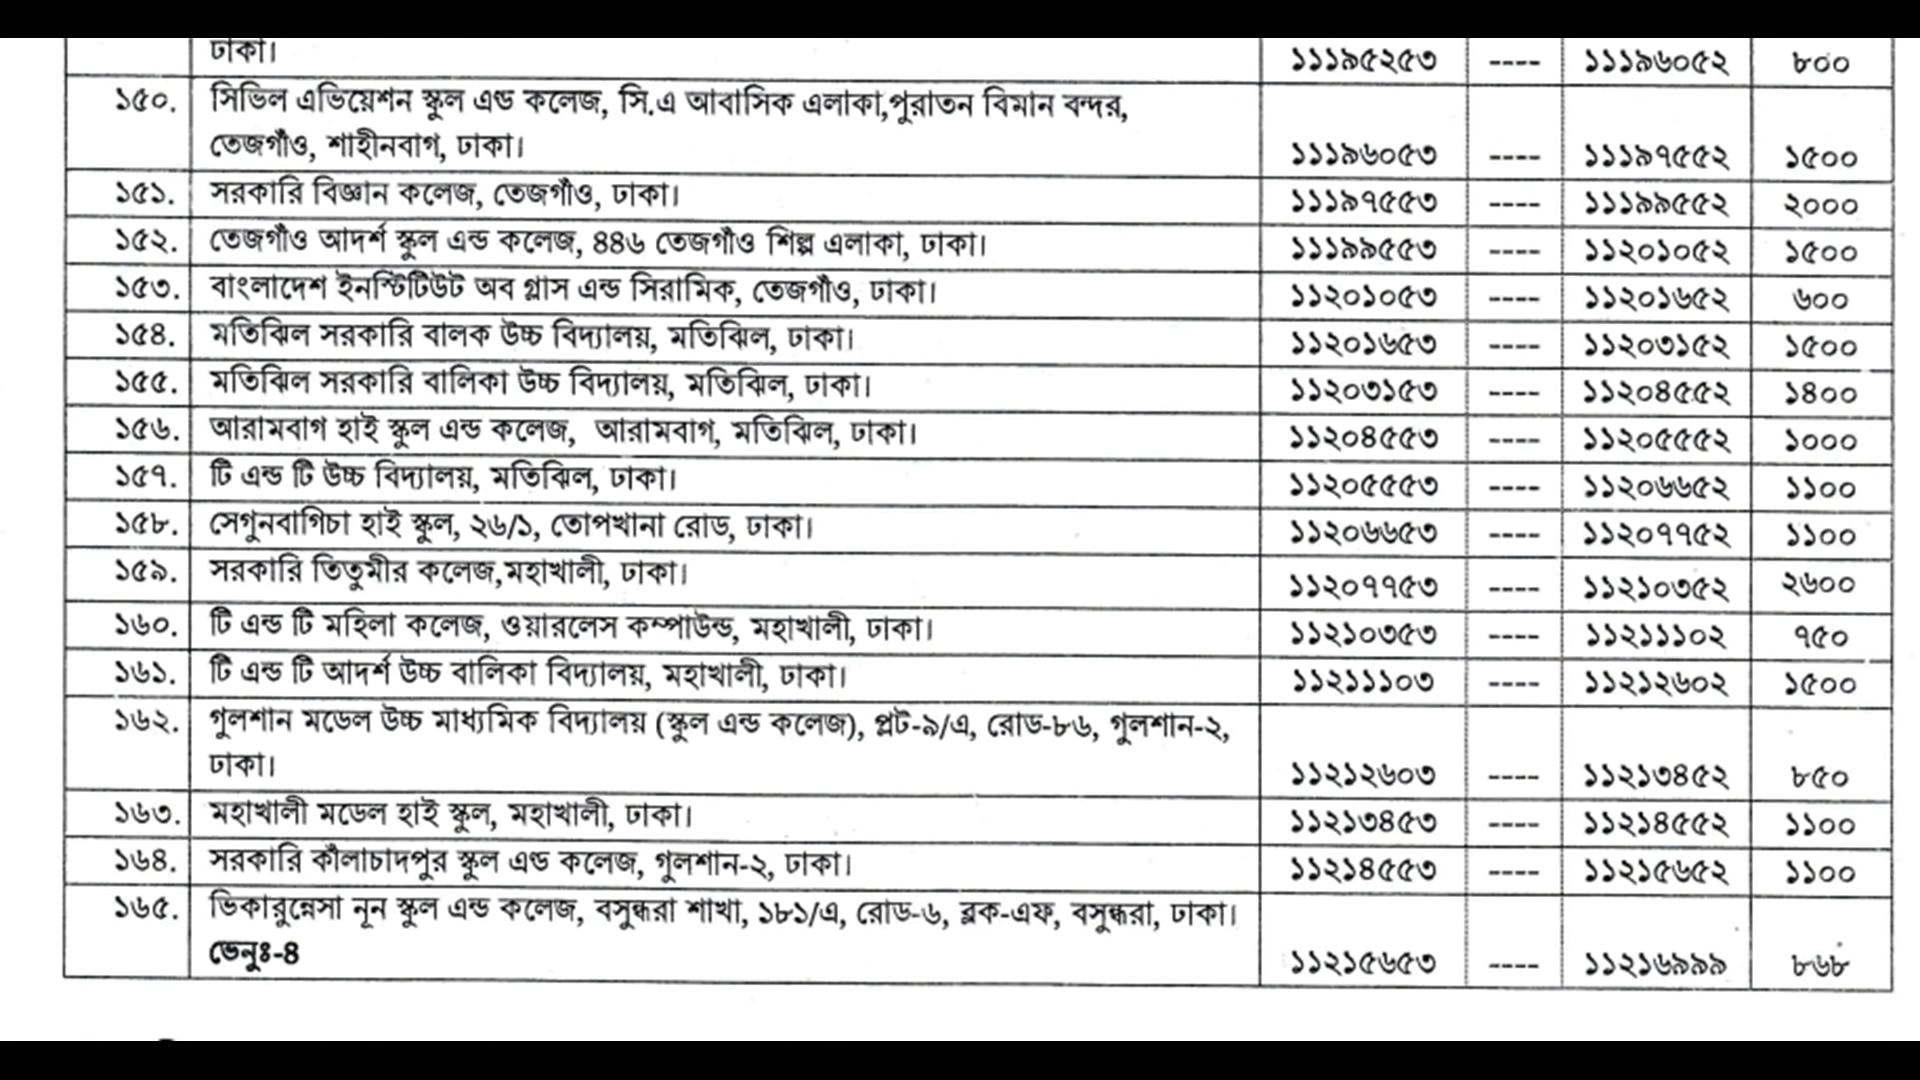 ঢাকা। ১১১৯৫২৫৩ ---- ১১১৯৬০৫২ ৮০০
১৫০. সিভিল এভিয়েশন স্কুল এন্ড কলেজ, সি.এ আবাসিক এলাকা,পুরাতন বিমান বন্দর,
তেজগাঁও, শাহীনবাগ, ঢাকা। ১১১৯৬০৫৩ ---- ১১১৯৭৫৫২ ১৫০০
১৫১. সরকারি বিজ্ঞান কলেজ, তেজগাঁও, ঢাকা। ১১১৯৭৫৫৩ ---- ১১১৯৯৫৫২ ২০০০
১৫২. তেজগাঁও আদর্শ স্কুল এন্ড কলেজ, ৪৪৬ তেজগাঁও শিল্প এলাকা, ঢাকা। ১১১৯৯৫৫৩ ---- ১১২০১০৫২ ১৫০০
১৫৩. বাংলাদেশ ইনস্টিটিউট অব গ্লাস এন্ড সিরামিক, তেজগাঁও, ঢাকা। ১১২০১০৫৩ ---- ১১২০১৬৫২ ৬০০
১৫৪. মতিঝিল সরকারি বালক উচ্চ বিদ্যালয়, মতিঝিল, ঢাকা। ১১২০১৬৫৩ ---- ১১২০৩১৫২ ১৫০০
১৫৫. মতিঝিল সরকারি বালিকা উচ্চ বিদ্যালয়, মতিঝিল, ঢাকা। ১১২০৩১৫৩ ---- ১১২০৪৫৫২ ১৪০০
১৫৬. আরামবাগ হাই স্কুল এন্ড কলেজ, আরামবাগ, মতিঝিল, ঢাকা। ১১২০৪৫৫৩ ---- ১১২০৫৫৫২ ১০০০
১৫৭. টি এন্ড টি উচ্চ বিদ্যালয়, মতিঝিল, ঢাকা। ১১২০৫৫৫৩ ---- ১১২০৬৬৫২ ১১০০
১৫৮. সেগুনবাগিচা হাই স্কুল, ২৬/১, তোপখানা রোড, ঢাকা। ১১২০৬৬৫৩ ---- ১১২০৭৭৫২ ১১০০
১৫৯. সরকারি তিতুমীর কলেজ,মহাখালী, ঢাকা। ১১২০৭৭৫৩ ---- ১১২১০৩৫২ ২৬০০
১৬০. টি এন্ড টি মহিলা কলেজ, ওয়ারলেস কম্পাউন্ড, মহাখালী, ঢাকা। ১১২১০৩৫৩ ---- ১১২১১১০২ ৭৫০
১৬১. টি এন্ড টি আদর্শ উচ্চ বালিকা বিদ্যালয়, মহাখালী, ঢাকা। ১১২১১১০৩ ---- ১১২১২৬০২ ১৫০০
১৬২. গুলশান মডেল উচ্চ মাধ্যমিক বিদ্যালয় (স্কুল এন্ড কলেজ), প্লট-৯/এ, রোড-৮৬, গুলশান-২,
ঢাকা। ১১২১২৬০৩ ---- ১১২১৩৪৫২ ৮৫০
১৬৩. মহাখালী মডেল হাই স্কুল, মহাখালী, ঢাকা। ১১২১৩৪৫৩ ---- ১১২১৪৫৫২ ১১০০
১৬৪. সরকারি কাঁলাচাদপুর স্কুল এন্ড কলেজ, গুলশান-২, ঢাকা। ১১২১৪৫৫৩ ---- ১১২১৫৬৫২ ১১০০
১৬৫. ভিকারুন্নেসা নূন স্কুল এন্ড কলেজ, বসুন্ধরা শাখা, ১৮১/এ, রোড-৬, ব্লক-এফ, বসুন্ধরা, ঢাকা।
ভেনুঃ-৪ ১১২১৫৬৫৩ ---- ১১২১৬৯৯৯ ৮৬৮